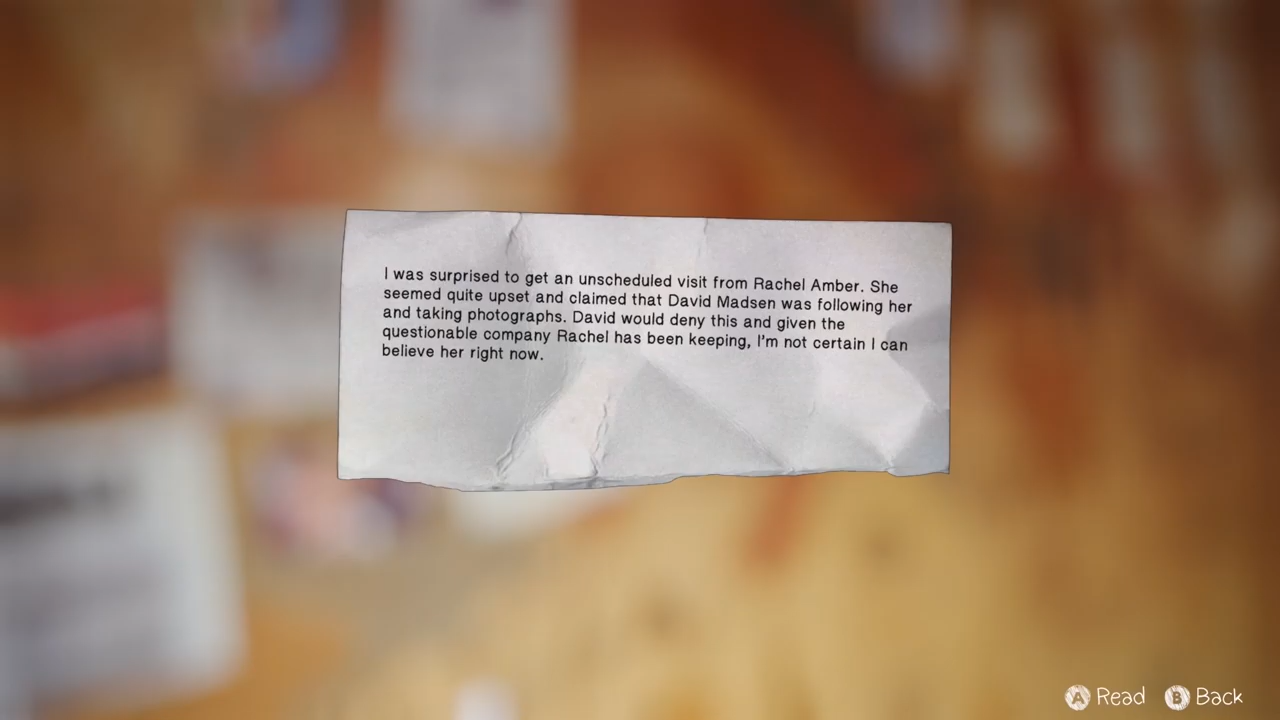 I was surprised to get an unscheduled visit from Rachel Amber. She
seemed quite upset and claimed that David Madsen was following her
and taking photographs. David would deny this and given the
questionable company Rachel has been keeping, I'm not certain I can
believe her right now.
A Read B Back